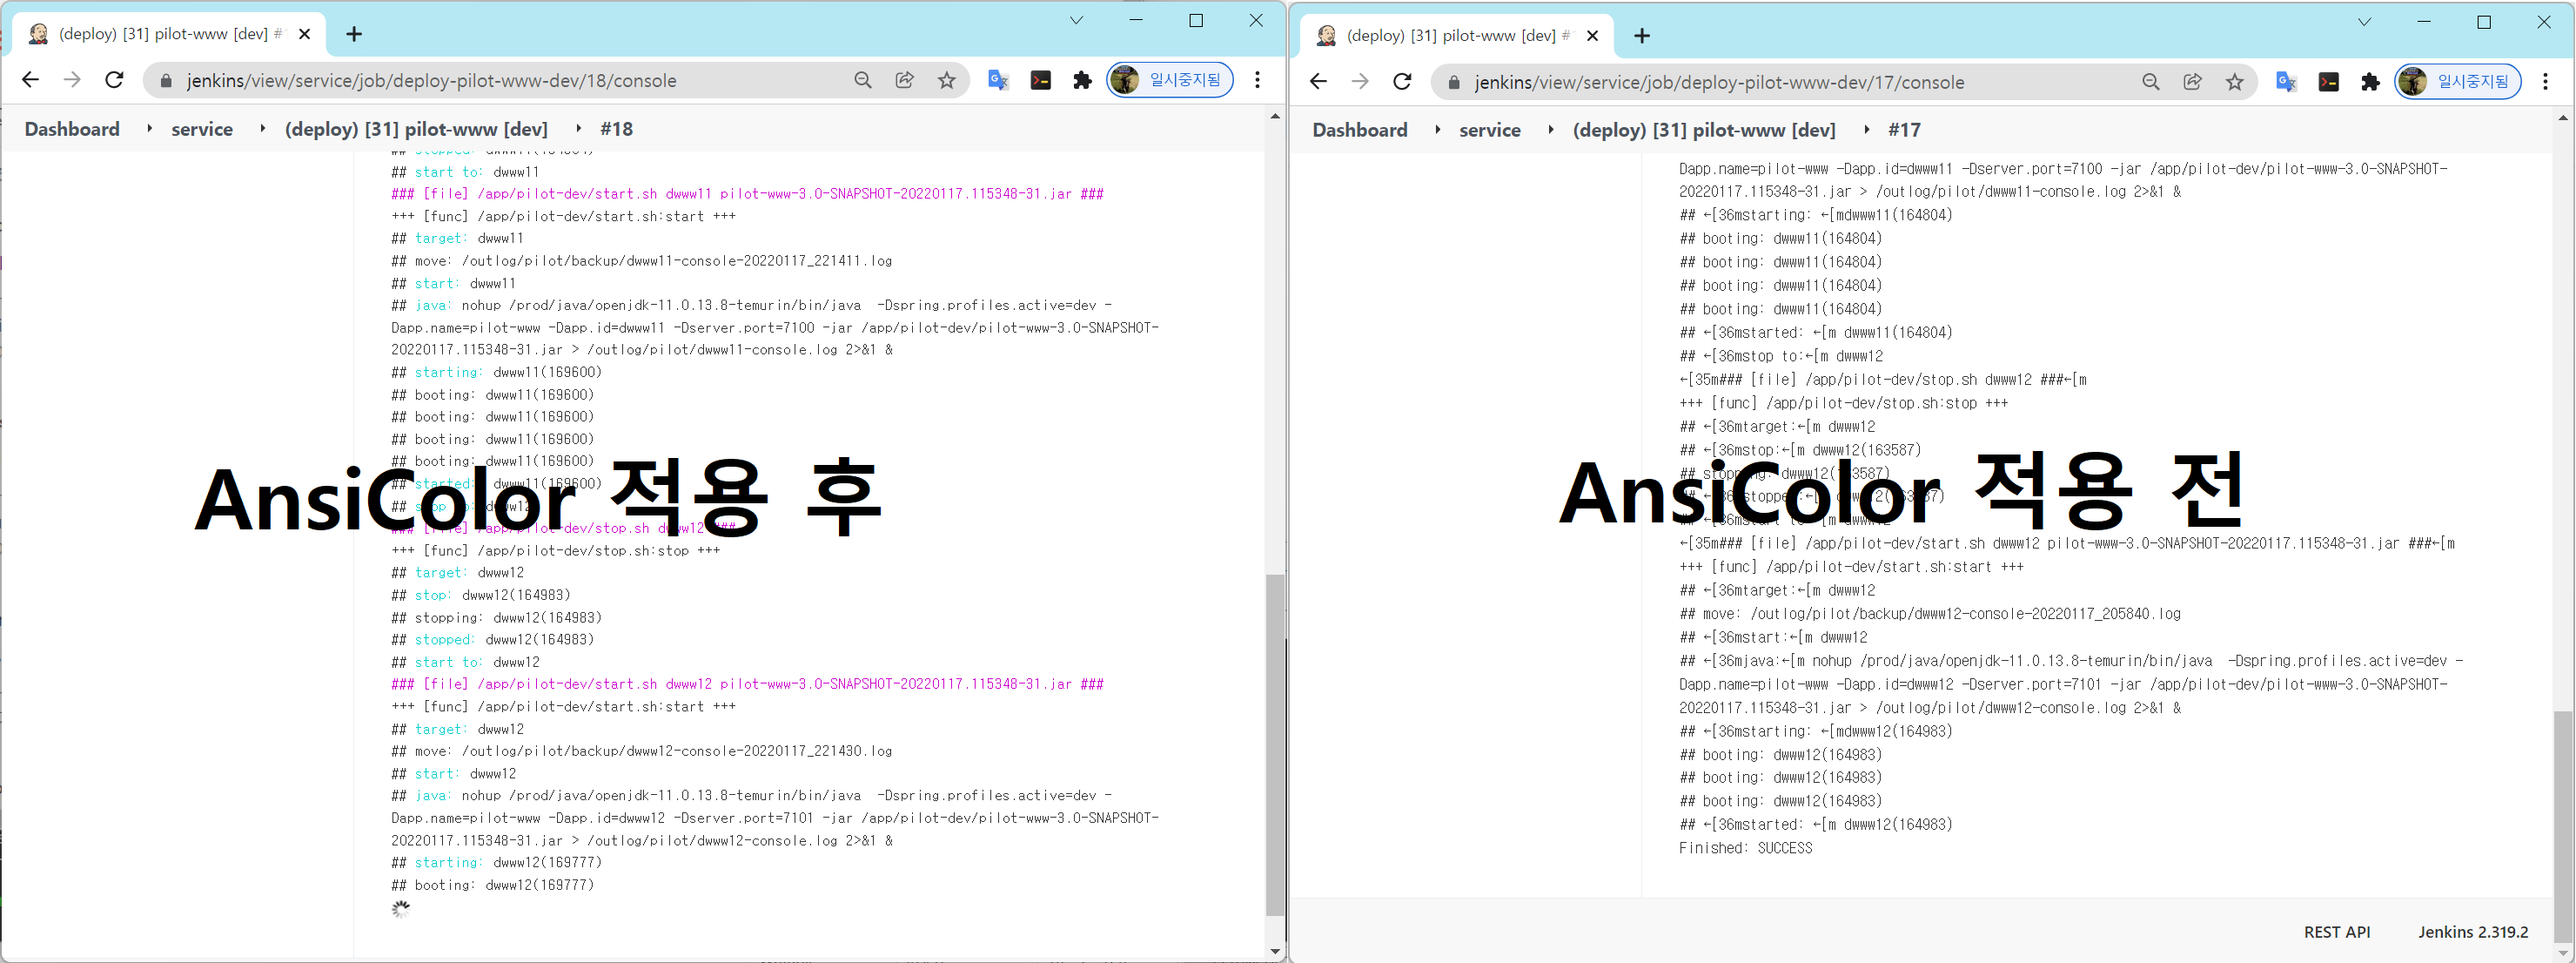 (deploy) [31] pilot-www [dev] #
jenkins/view/service/job/deploy-pilot-www-dev/18/console
일시중지됨
Dashboard service (deploy) [31] pilot-www [dev] #18
## start to: dwww11
### [file] /app/pilot-dev/start.sh dwww11 pilot-www-3.0-SNAPSHOT-20220117.115348-31.jar ###
+++ [func] /app/pilot-dev/start.sh:start +++
## target: dwww11
## move: /outlog/pilot/backup/dwww11-console-20220117_221411.log
## start: dwww11
## java: nohup /prod/java/openjdk-11.0.13.8-temurin/bin/java -Dspring.profiles.active=dev -
Dapp.name=pilot-www -Dapp.id=dwww11 -Dserver.port=7100 -jar /app/pilot-dev/pilot-www-3.0-SNAPSHOT-
20220117.115348-31.jar > /outlog/pilot/dwww11-console.log 2>&1 &
## starting: dwww11(169600)
## booting: dwww11(169600)
## booting: dwww11(169600)
## booting: dwww11(169600)
## booting: dwww11(169600)
## started: dwww11(169600)
AnsiColor 적용 후
## stop to: dwww12
### [file] /app/pilot-dev/stop.sh dwww12 ###
+++ [func] /app/pilot-dev/stop.sh:stop +++
## target: dwww12
## stop: dwww12(164983)
## stopping: dwww12(164983)
## stopped: dwww12(164983)
## start to: dwww12
### [file] /app/pilot-dev/start.sh dwww12 pilot-www-3.0-SNAPSHOT-20220117.115348-31.jar ###
+++ [func] /app/pilot-dev/start.sh:start +++
## target: dwww12
## move: /outlog/pilot/backup/dwww12-console-20220117_221430.log
## start: dwww12
## java: nohup /prod/java/openjdk-11.0.13.8-temurin/bin/java -Dspring.profiles.active=dev -
Dapp.name=pilot-www -Dapp.id=dwww12 -Dserver.port=7101 -jar /app/pilot-dev/pilot-www-3.0-SNAPSHOT-
20220117.115348-31.jar > /outlog/pilot/dwww12-console.log 2>&1 &
## starting: dwww12(169777)
## booting: dwww12(169777)
(deploy) [31] pilot-www [dev] #
jenkins/view/service/job/deploy-pilot-www-dev/17/console
일시중지됨
Dashboard service (deploy) [31] pilot-www [dev] #17
Dapp.name=pilot-www -Dapp.id=dwww11 -Dserver.port=7100 -jar /app/pilot-dev/pilot-www-3.0-SNAPSHOT-
20220117.115348-31.jar > /outlog/pilot/dwww11-console.log 2>&1 &
## ←[36mstarting: ←[mdwww11(164804)
## booting: dwww11(164804)
## booting: dwww11(164804)
## booting: dwww11(164804)
## booting: dwww11(164804)
## ←[36mstarted: ←[m dwww11(164804)
## ←[36mstop to:←[m dwww12
←[35m### [file] /app/pilot-dev/stop.sh dwww12 ###←[m
+++ [func] /app/pilot-dev/stop.sh:stop +++
## ←[36mtarget:←[m dwww12
## ←[36mstop:←[m dwww12(163587)
## stopping: dwww12(163587)
AnsiColor 적용 전
## ←[36mstopped:←[m dwww12(163587)
## ←[36mstart to:←[m dwww12
←[35m### [file] /app/pilot-dev/start.sh dwww12 pilot-www-3.0-SNAPSHOT-20220117.115348-31.jar ###←[m
+++ [func] /app/pilot-dev/start.sh:start +++
## ←[36mtarget:←[m dwww12
## move: /outlog/pilot/backup/dwww12-console-20220117_205840.log
## ←[36mstart:←[m dwww12
## ←[36mjava:←[m nohup /prod/java/openjdk-11.0.13.8-temurin/bin/java -Dspring.profiles.active=dev -
Dapp.name=pilot-www -Dapp.id=dwww12 -Dserver.port=7101 -jar /app/pilot-dev/pilot-www-3.0-SNAPSHOT-
20220117.115348-31.jar > /outlog/pilot/dwww12-console.log 2>&1 &
## ←[36mstarting: ←[mdwww12(164983)
## booting: dwww12(164983)
## booting: dwww12(164983)
## booting: dwww12(164983)
## ←[36mstarted: ←[m dwww12(164983)
Finished: SUCCESS
REST API Jenkins 2.319.2